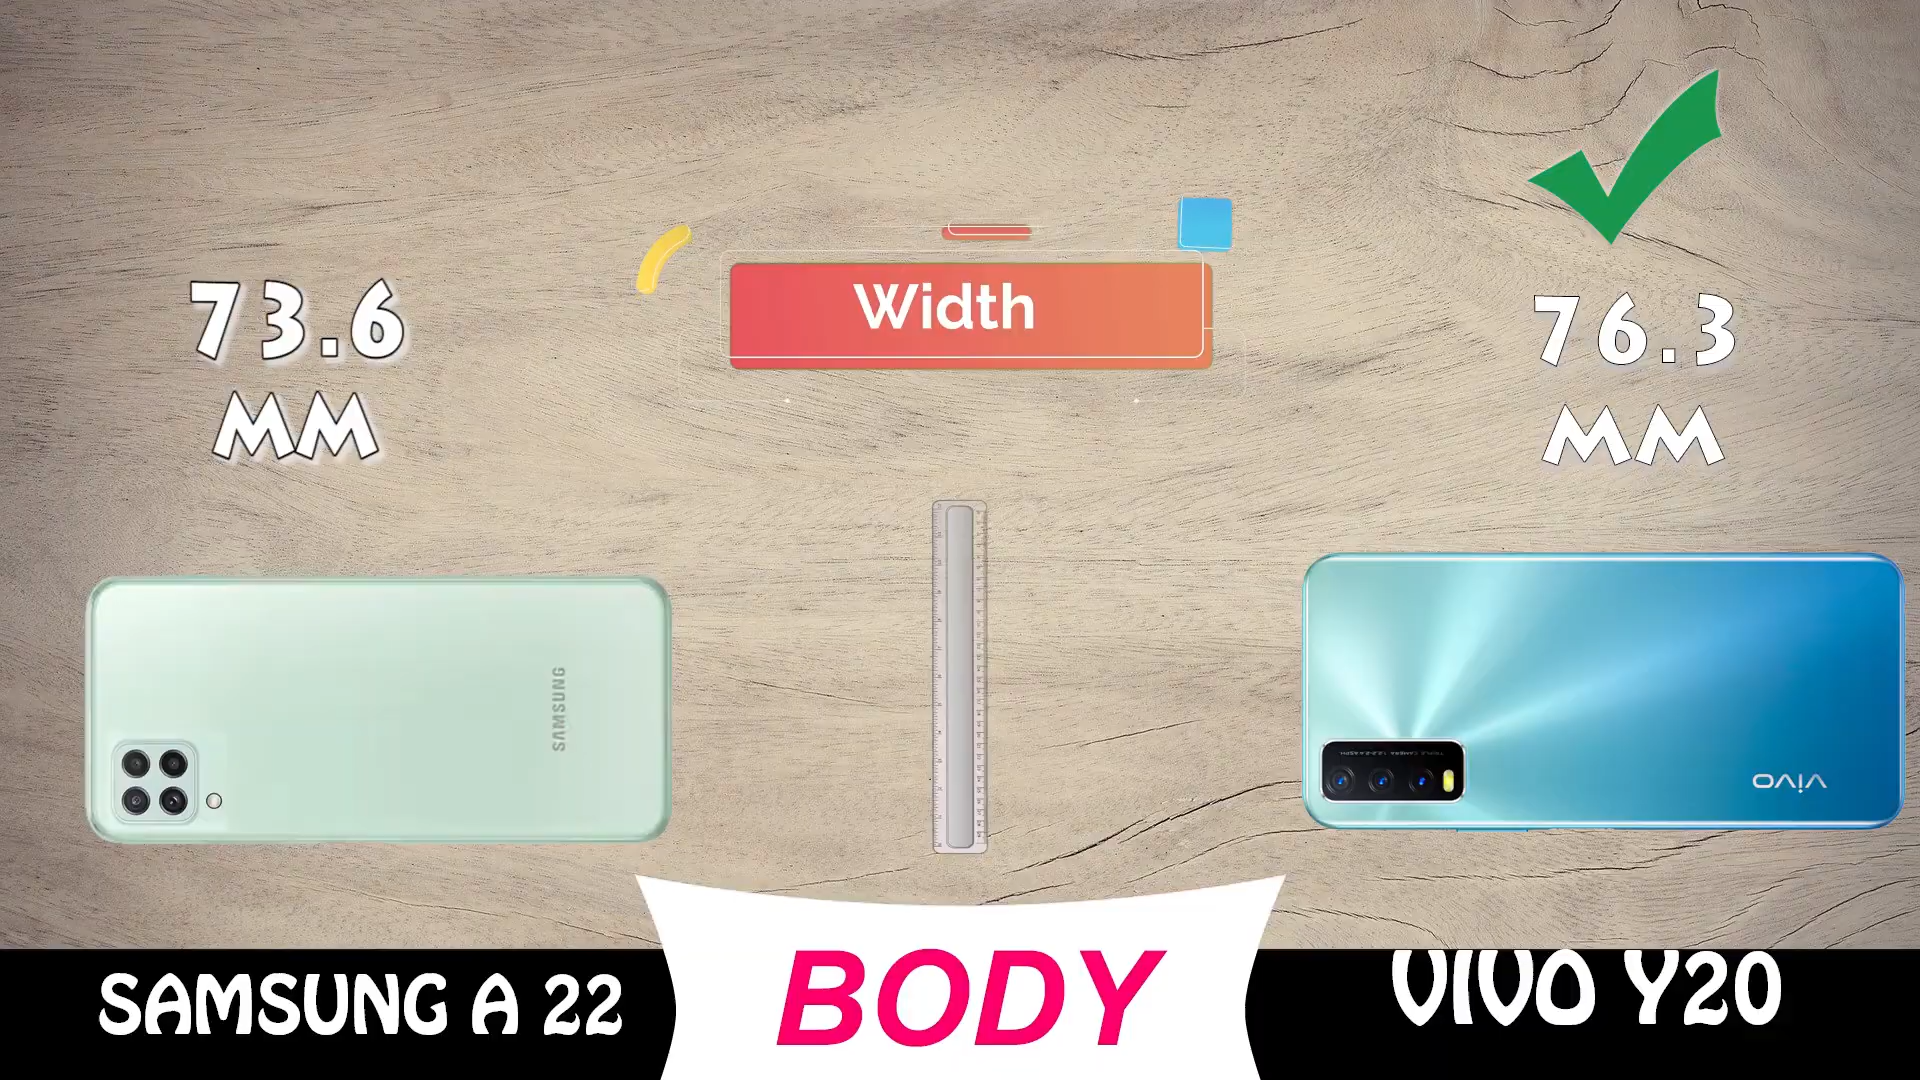 Width
73.6
MM
76.3
MM
SAMSUNG
vivo
SAMSUNG A 22
BODY
VIVO Y20